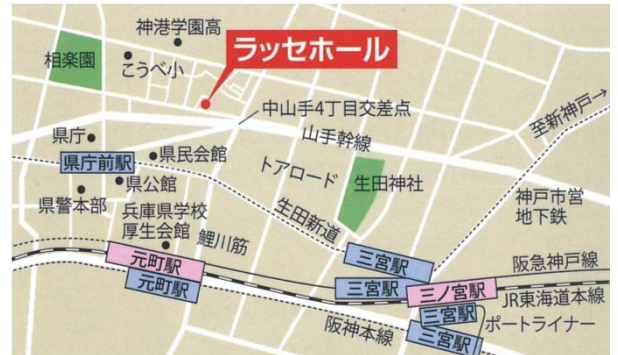 神港学園高
ラッセホール
相楽園
こうべ小
中山手4丁目交差点
至新神戸→
山手幹線
県庁
県民会館
県庁前駅
トアロード
生田神社
県公館
県警本部
生田新道
神戸市営
地下鉄
兵庫県学校
厚生会館
鯉川筋
三宮駅
阪急神戸線
元町駅
元町駅
三宮駅
三ノ宮駅
JR東海道本線
三宮駅
ポートライナー
阪神本線
三宮駅